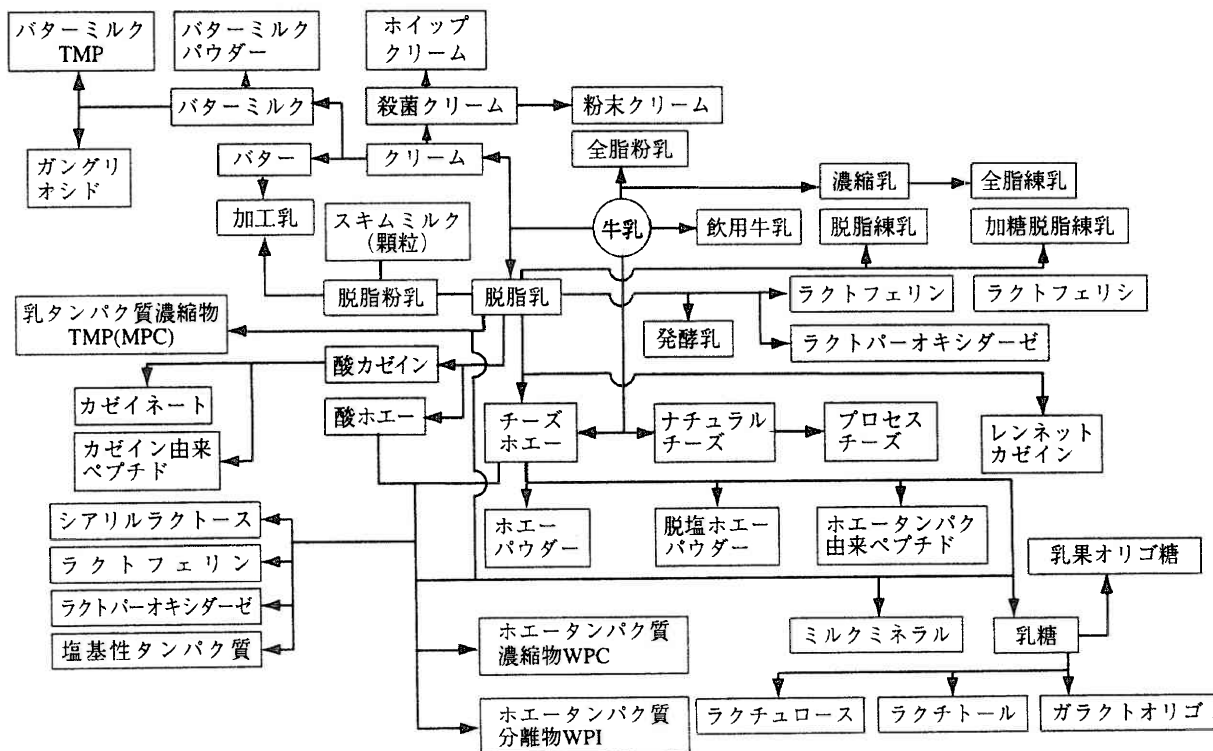 バターミルク
TMP
バターミルク
パウダー
ホイップ
クリーム
バターミルク
殺菌クリーム
粉末クリーム
全脂粉乳
ガングリ
オシド
バター
クリーム
濃縮乳
全脂練乳
加工乳
スキムミルク
(顆粒)
牛乳
飲用牛乳
脱脂練乳
加糖脱脂練乳
脱脂粉乳
脱脂乳
ラクトフェリン
ラクトフェリシ
乳タンパク質濃縮物
TMP(MPC)
発酵乳
ラクトパーオキシダーゼ
酸カゼイン
カゼイネート
酸ホエー
チーズ
ホエー
ナチュラル
チーズ
プロセス
チーズ
レンネット
カゼイン
カゼイン由来
ペプチド
シアリルラクトース
ホエー
パウダー
脱塩ホエー
パウダー
ホエータンパク
由来ペプチド
乳果オリゴ糖
ラクトフェリン
ラクトパーオキシダーゼ
塩基性タンパク質
ホエータンパク質
濃縮物WPC
ミルクミネラル
乳糖
ホエータンパク質
分離物WPI
ラクチュロース
ラクチトール
ガラクトオリゴ